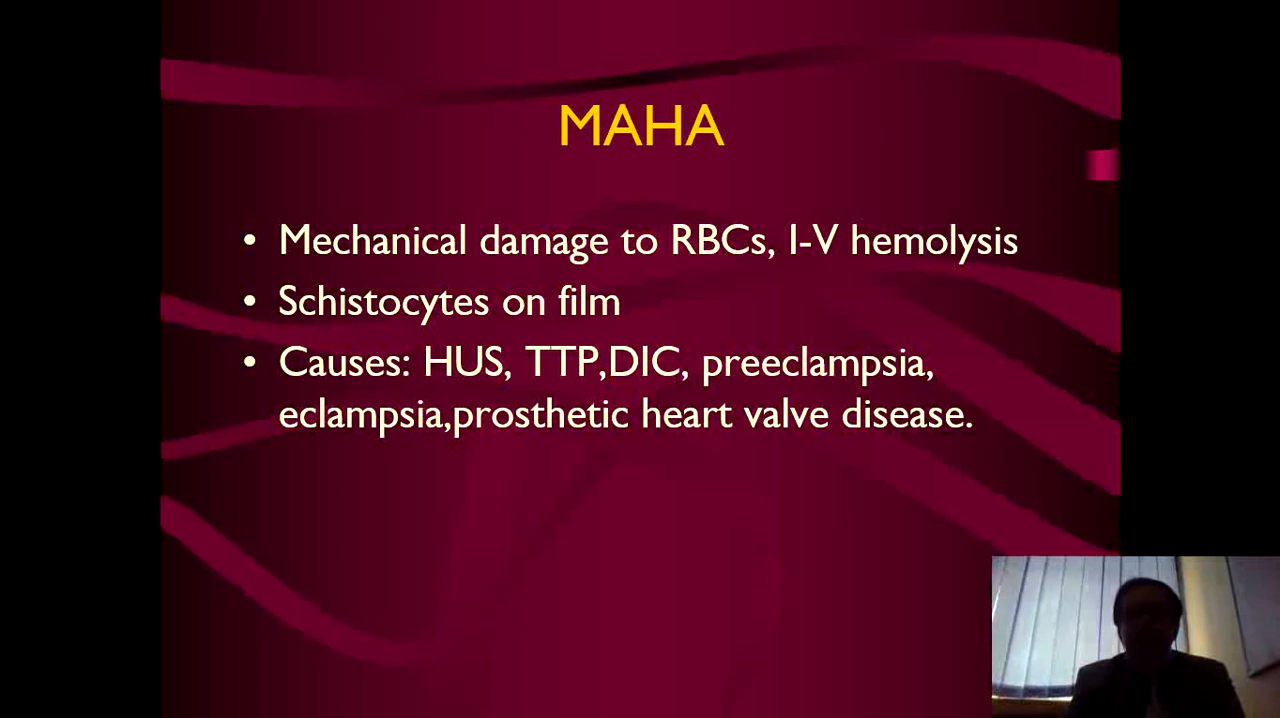 MAHA
• Mechanical damage to RBCs, I-V hemolysis
• Schistocytes on film
• Causes: HUS, TTP,DIC, preeclampsia,
eclampsia,prosthetic heart valve disease.